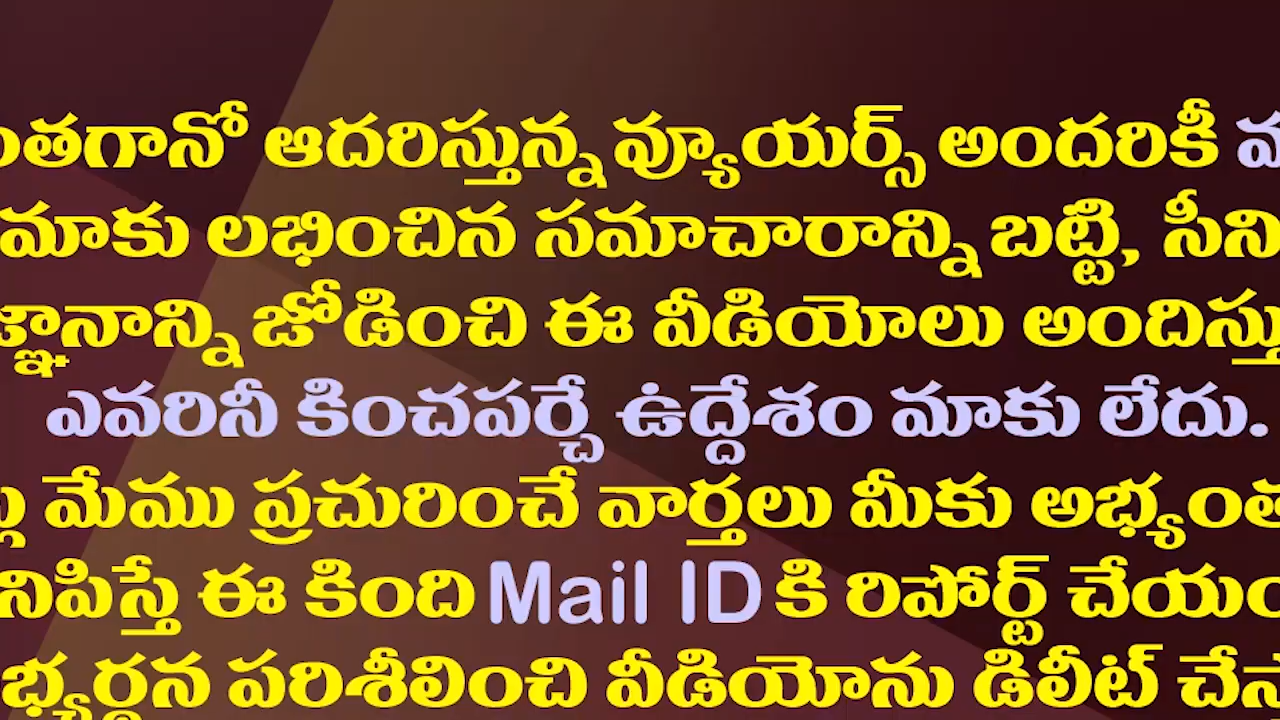 ంతగానో ఆదరిస్తున్న వ్యూయర్స్ అందరికీ
మాకు లభించిన సమాచారాన్ని బట్టి, సీని
జ్ఞానాన్ని జోడించి ఈ వీడియోలు అందిస్తు
ఎవరినీ కించపర్చే ఉద్దేశం మాకు లేదు.
మేము ప్రచురించే వార్తలు మీకు అభ్యంత
నిపిస్తే ఈ కింది Mail ID కి రిపోర్ట్ చేయం
భ్యర్థన పరిశీలించి వీడియోను డిలీట్ చేస